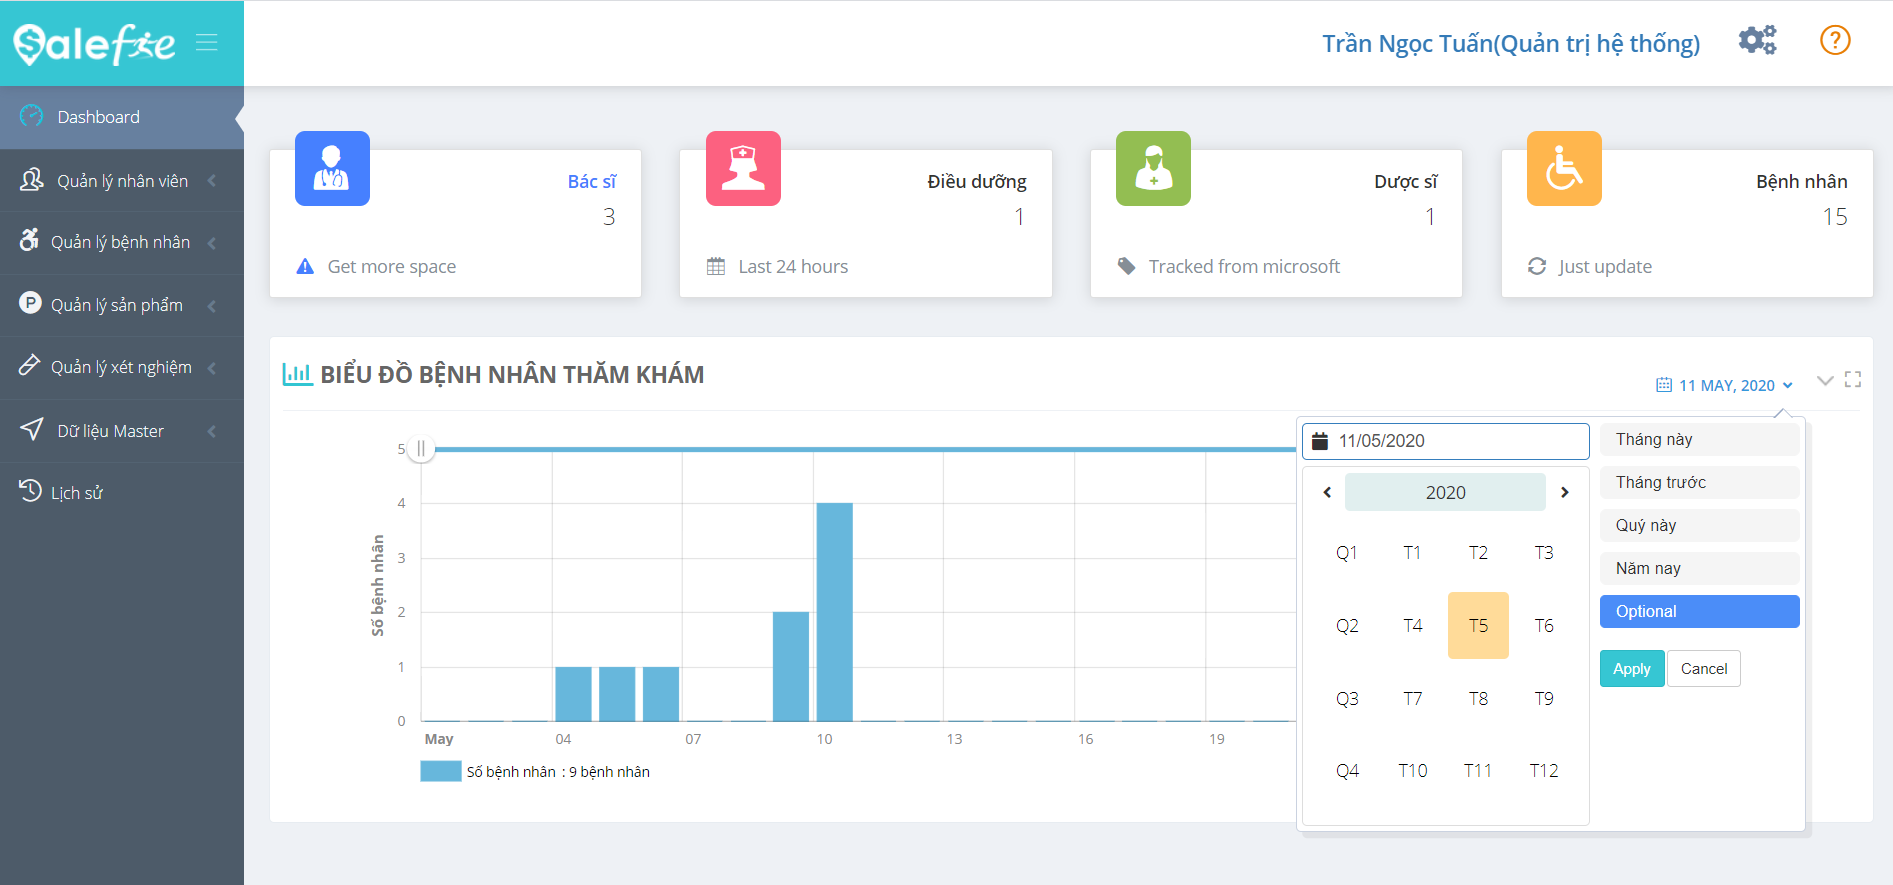 Salefie
Trần Ngọc Tuấn(Quản trị hệ thống)
?
Dashboard
Quản lý nhân viên
Quản lý bệnh nhân
P
Quản lý sản phẩm
Quản lý xét nghiệm
Dữ liệu Master
Lịch sử
Bác sĩ
3
Get more space
Điều dưỡng
1
Last 24 hours
Dược sĩ
1
Tracked from microsoft
Bệnh nhân
15
Just update
BIỂU ĐỒ BỆNH NHÂN THĂM KHÁM
11 MAY, 2020
5
4
3
2
1
0
Số bệnh nhân
May 04 07 10 13 16 19
Số bệnh nhân : 9 bệnh nhân
11/05/2020
2020
Q1 T1 T2 T3
Q2 T4 T5 T6
Q3 T7 T8 T9
Q4 T10 T11 T12
Tháng này
Tháng trước
Quý này
Năm nay
Optional
Apply Cancel